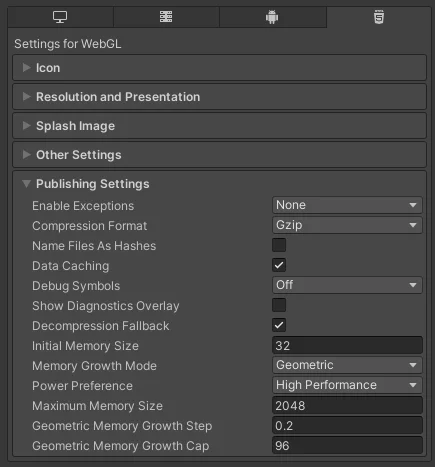 Settings for WebGL
Icon
Resolution and Presentation
Splash Image
Other Settings
Publishing Settings
Enable Exceptions None
Compression Format Gzip
Name Files As Hashes
Data Caching
Debug Symbols Off
Show Diagnostics Overlay
Decompression Fallback
Initial Memory Size 32
Memory Growth Mode Geometric
Power Preference High Performance
Maximum Memory Size 2048
Geometric Memory Growth Step 0.2
Geometric Memory Growth Cap 96